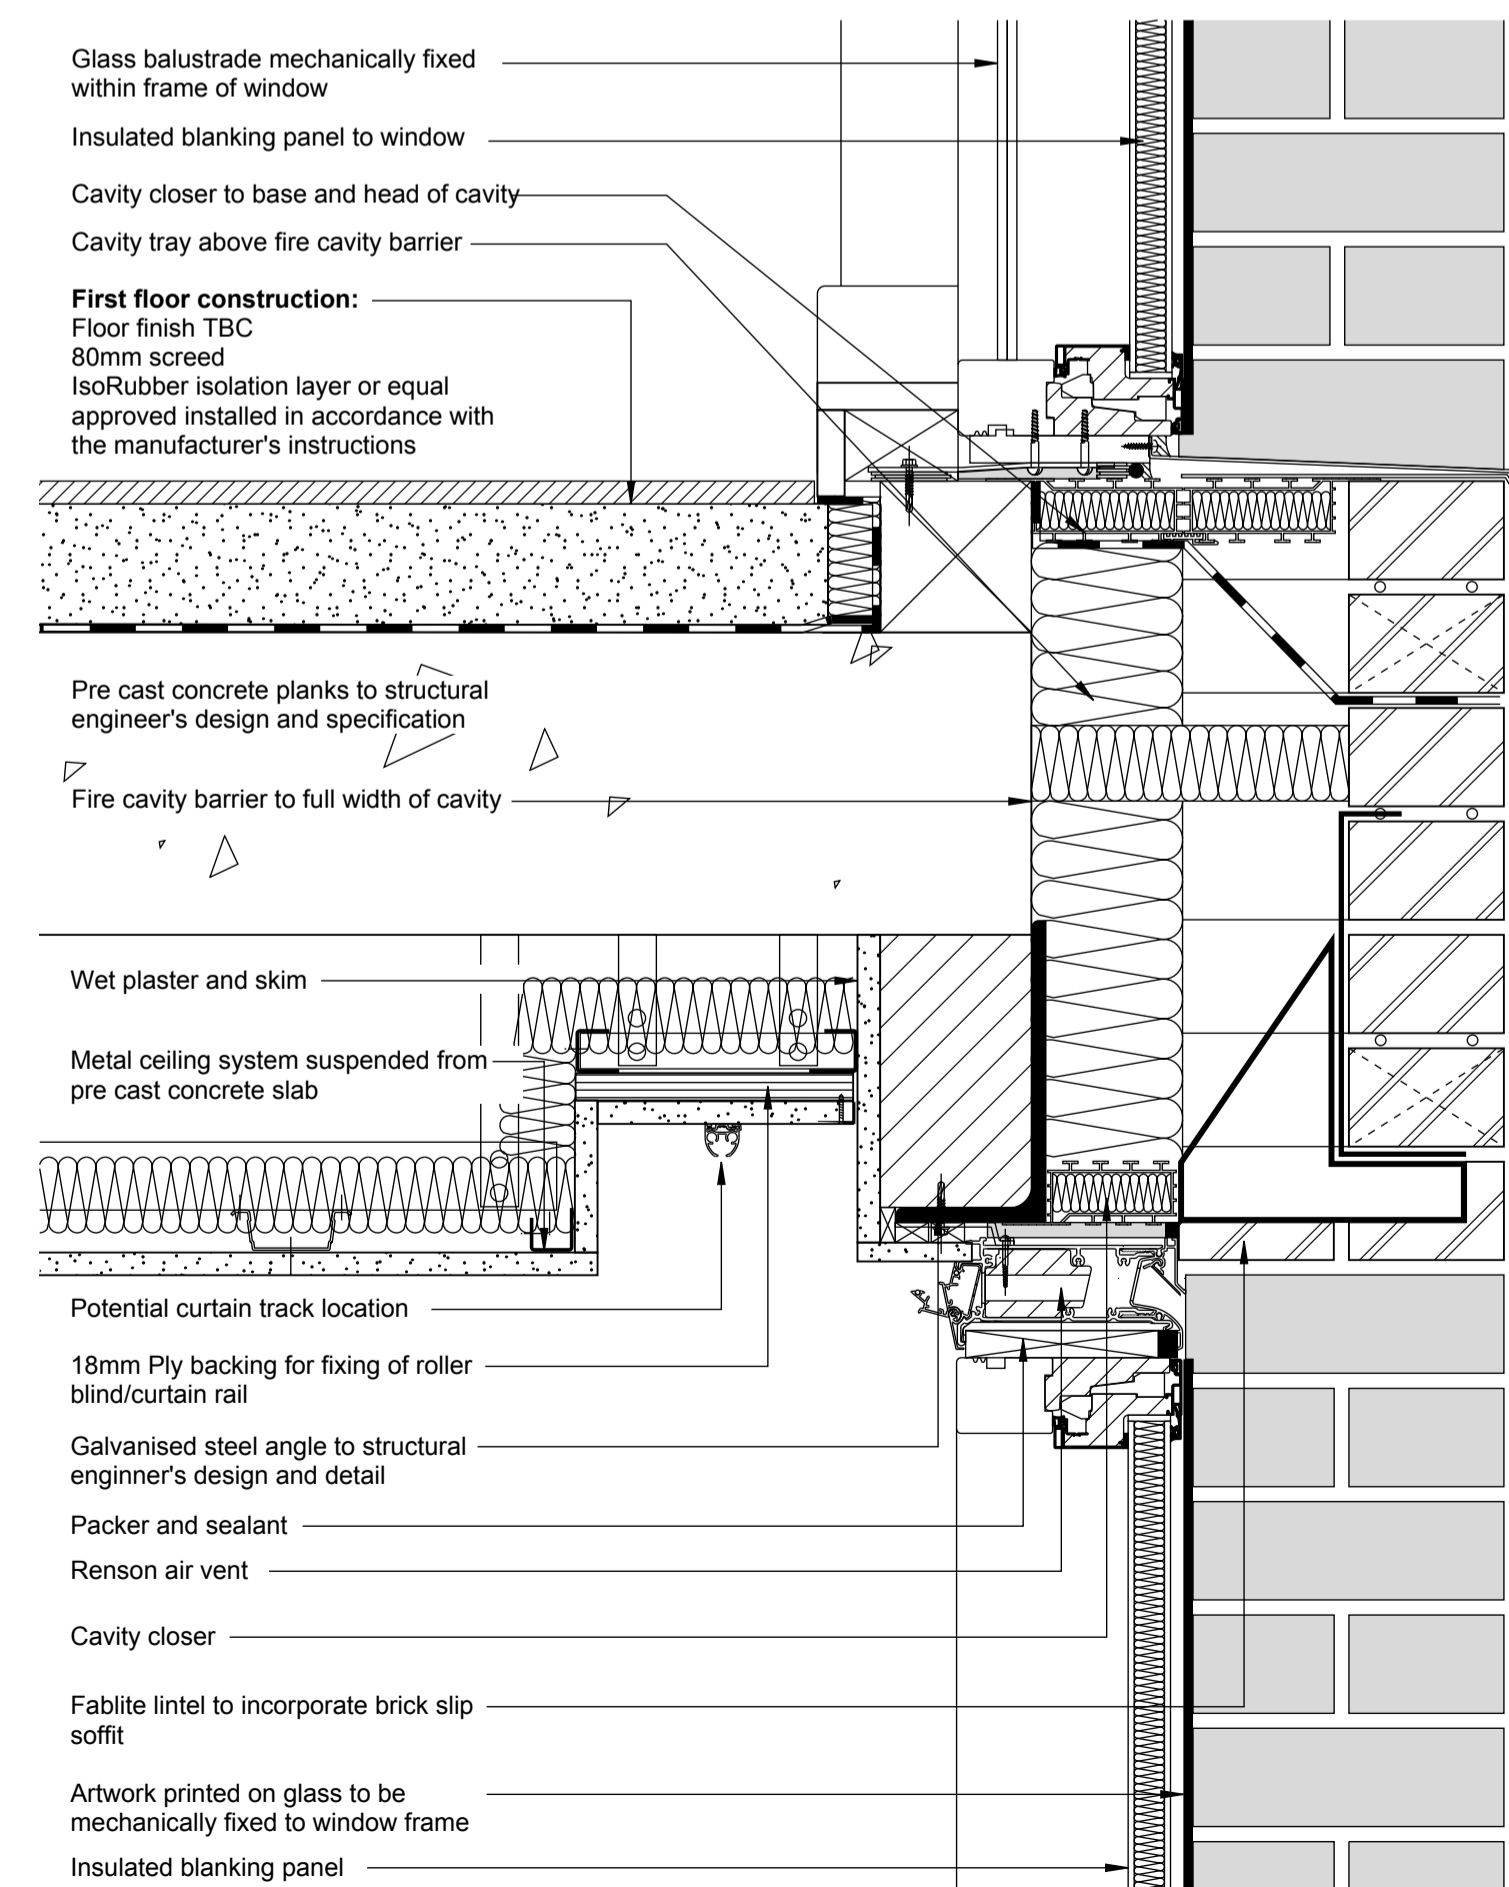 Glass balustrade mechanically fixed
within frame of window
Insulated blanking panel to window
Cavity closer to base and head of cavity
Cavity tray above fire cavity barrier
First floor construction:
Floor finish TBC
80mm screed
IsoRubber isolation layer or equal
approved installed in accordance with
the manufacturer's instructions
Pre cast concrete planks to structural
engineer's design and specification
Fire cavity barrier to full width of cavity
Wet plaster and skim
Metal ceiling system suspended from
pre cast concrete slab
Potential curtain track location
18mm Ply backing for fixing of roller
blind/curtain rail
Galvanised steel angle to structural
enginner's design and detail
Packer and sealant
Renson air vent
Cavity closer
Fablite lintel to incorporate brick slip
soffit
Artwork printed on glass to be
mechanically fixed to window frame
Insulated blanking panel